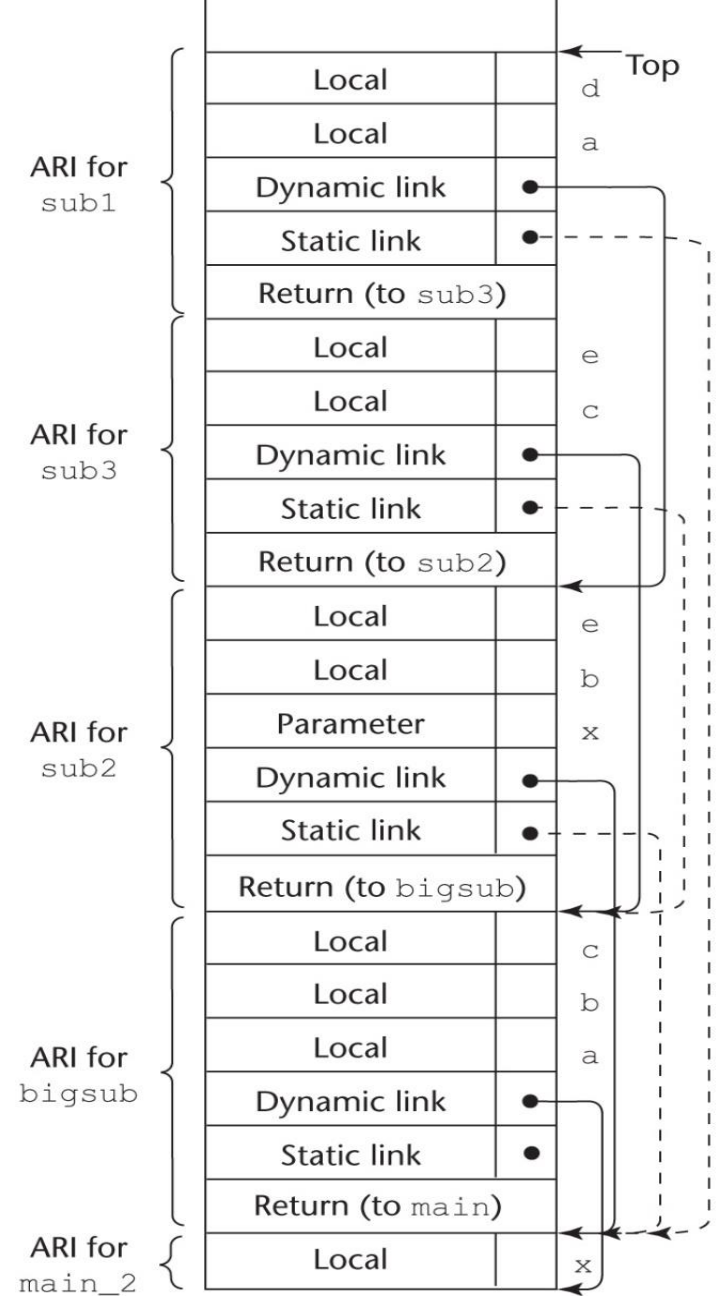 Top
Local d
Local a
ARI for
sub1
Dynamic link
Static link
Return (to sub3)
Local e
Local c
ARI for
sub3
Dynamic link
Static link
Return (to sub2)
Local e
Local b
Parameter x
ARI for
sub2
Dynamic link
Static link
Return (to bigsub)
Local c
Local b
Local a
ARI for
bigsub
Dynamic link
Static link
Return (to main)
ARI for
main_2
Local x